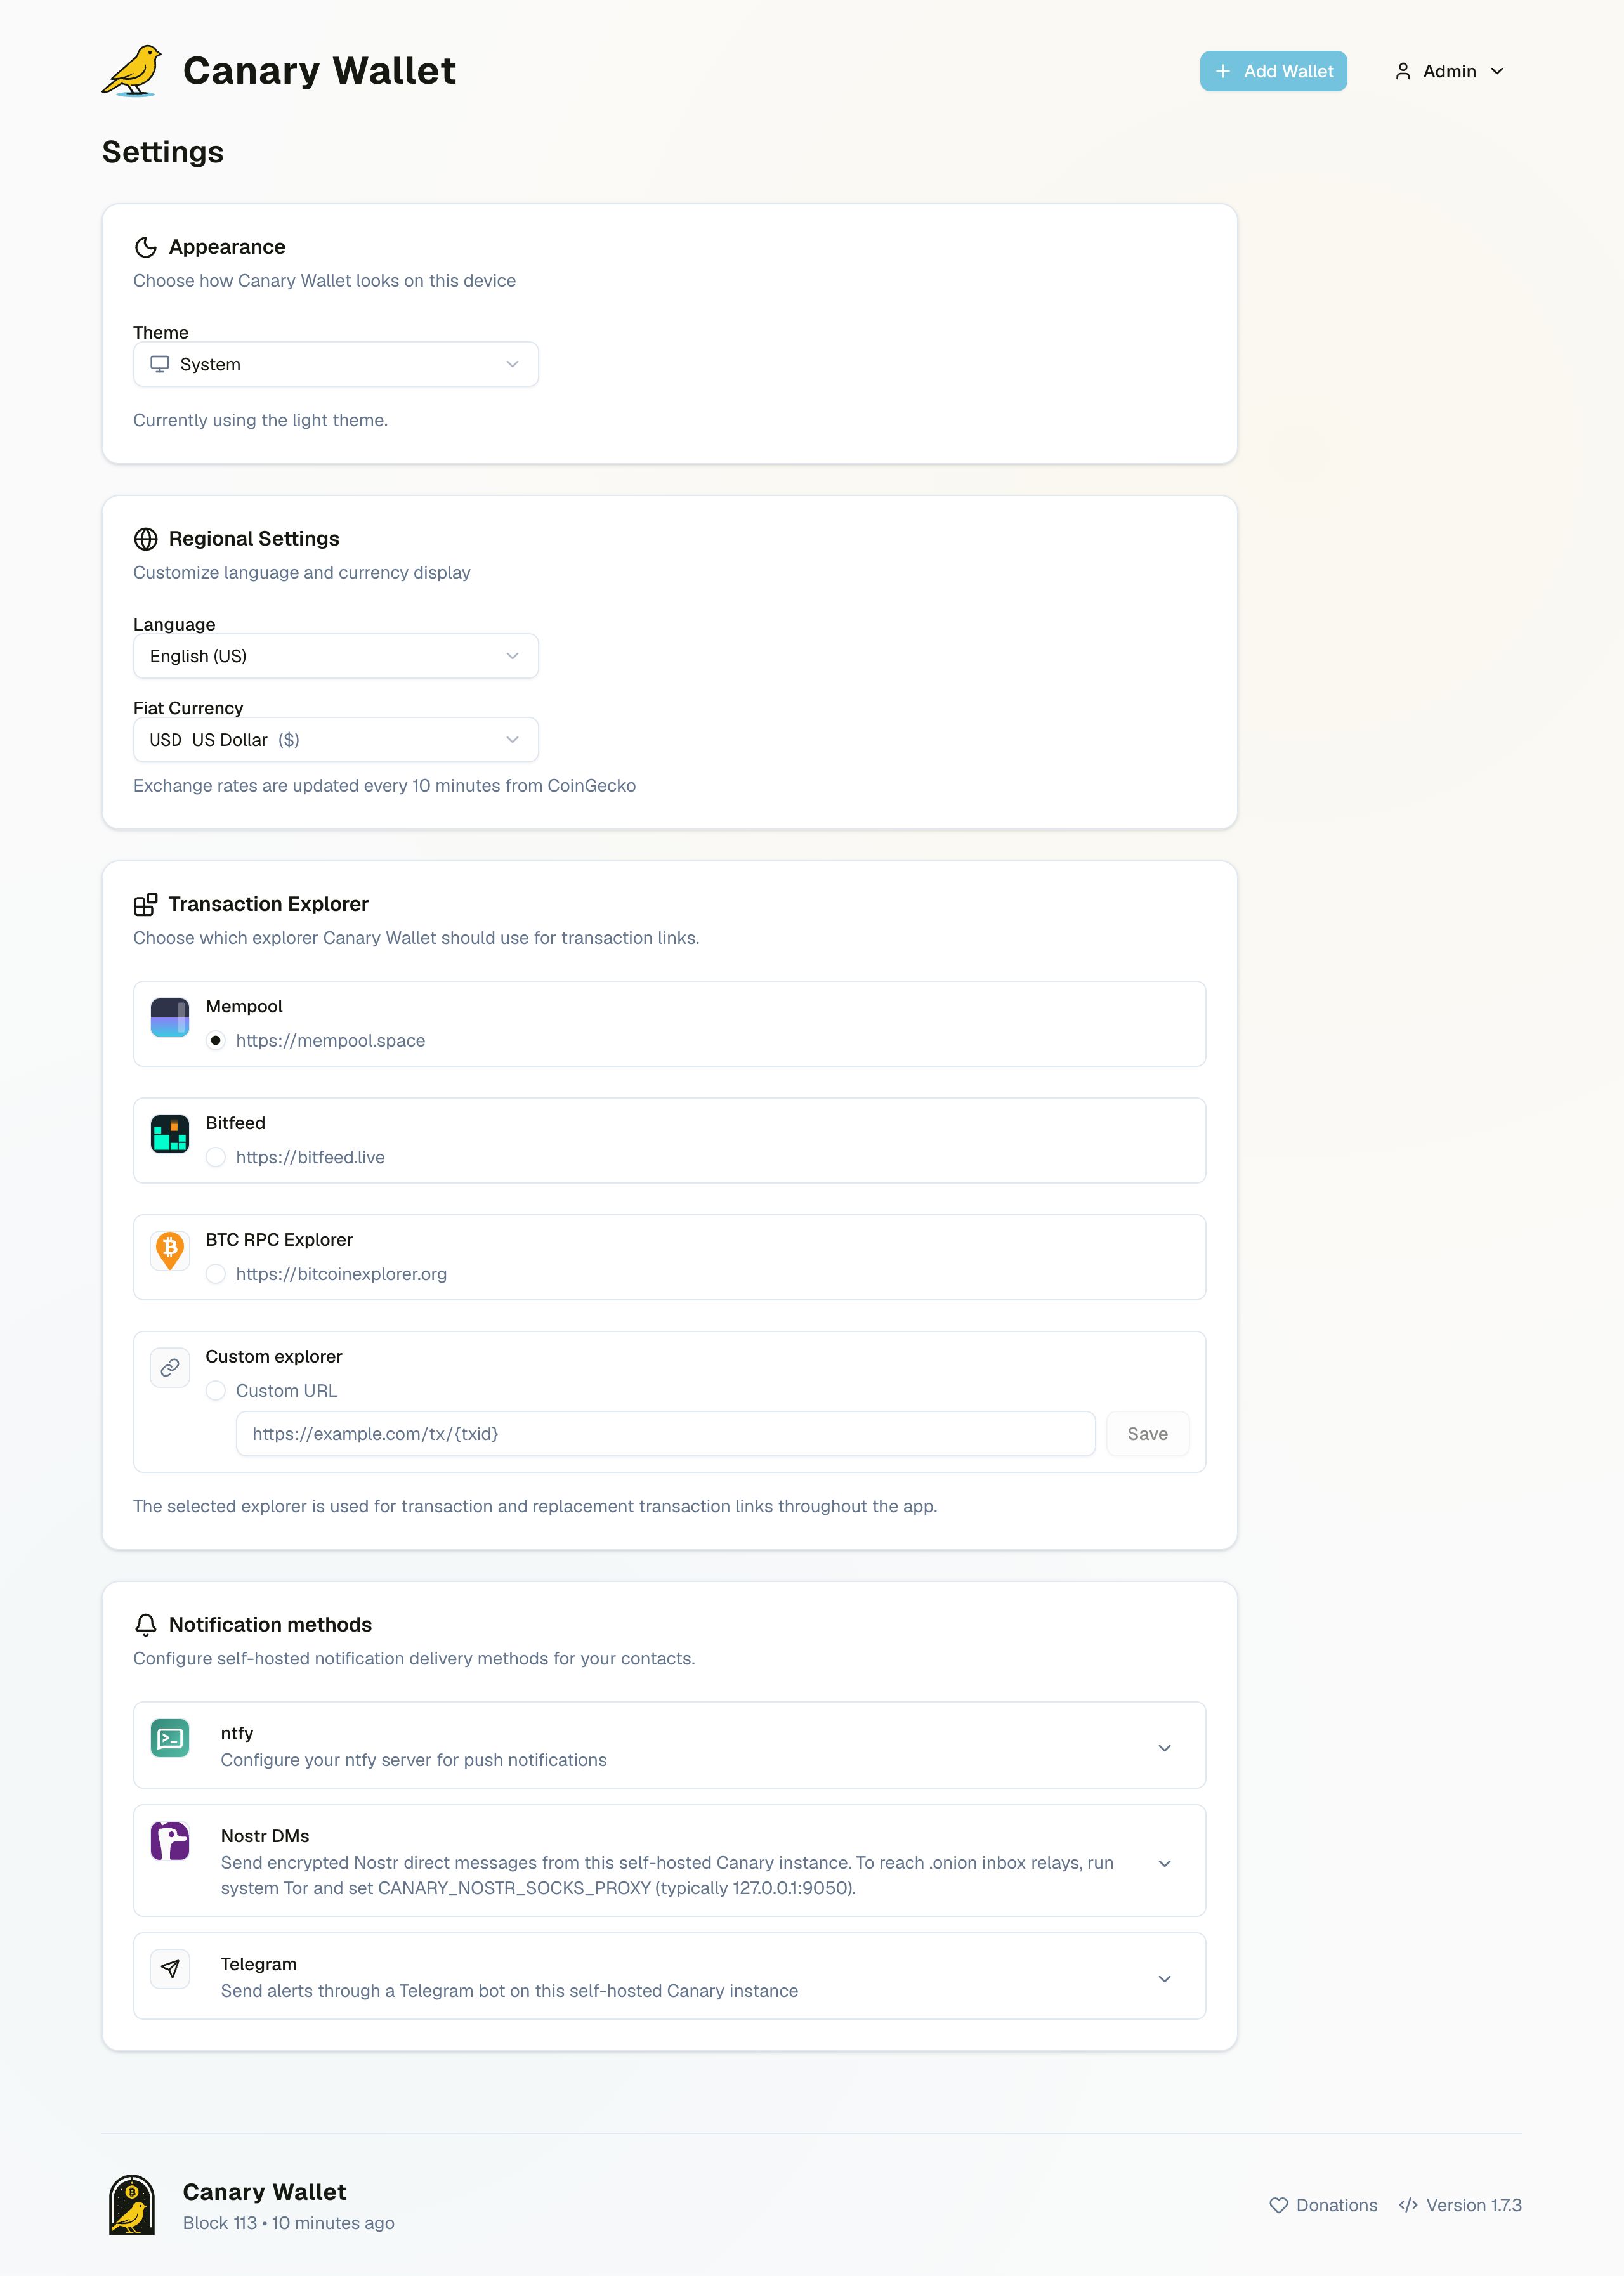 Canary Wallet
Add Wallet
Admin
Settings
Appearance
Choose how Canary Wallet looks on this device
Theme
System
Currently using the light theme.
Regional Settings
Customize language and currency display
Language
English (US)
Fiat Currency
USD US Dollar ($)
Exchange rates are updated every 10 minutes from CoinGecko
Transaction Explorer
Choose which explorer Canary Wallet should use for transaction links.
Mempool
https://mempool.space
Bitfeed
https://bitfeed.live
BTC RPC Explorer
https://bitcoinexplorer.org
Custom explorer
Custom URL
https://example.com/tx/{txid}
Save
The selected explorer is used for transaction and replacement transaction links throughout the app.
Notification methods
Configure self-hosted notification delivery methods for your contacts.
ntfy
Configure your ntfy server for push notifications
Nostr DMs
Send encrypted Nostr direct messages from this self-hosted Canary instance. To reach .onion inbox relays, run
system Tor and set CANARY_NOSTR_SOCKS_PROXY (typically 127.0.0.1:9050).
Telegram
Send alerts through a Telegram bot on this self-hosted Canary instance
Canary Wallet
Block 113 • 10 minutes ago
Donations
Version 1.7.3